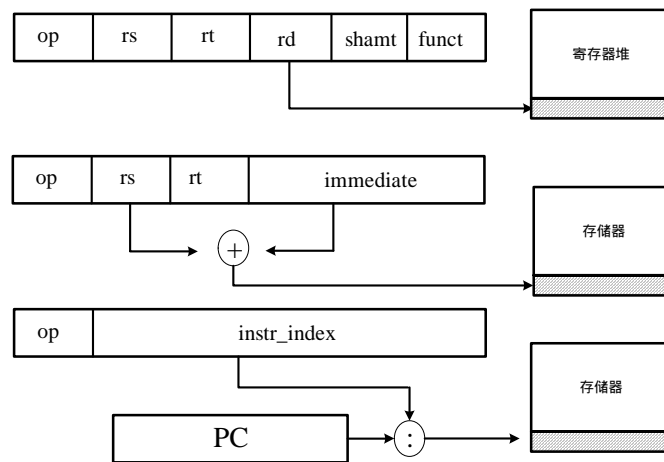 op rs rt rd shamt funct
寄存器堆
op rs rt immediate
+
存储器
op instr_index
存储器
PC
: